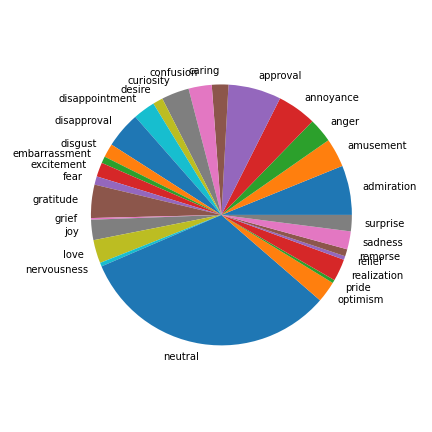 confusion
caring
curiosity
approval
desire
disappointment
annoyance
disapproval
anger
disgust
amusement
embarrassment
excitement
fear
admiration
gratitude
grief
surprise
joy
sadness
love
remorse
relief
nervousness
realization
pride
optimism
neutral